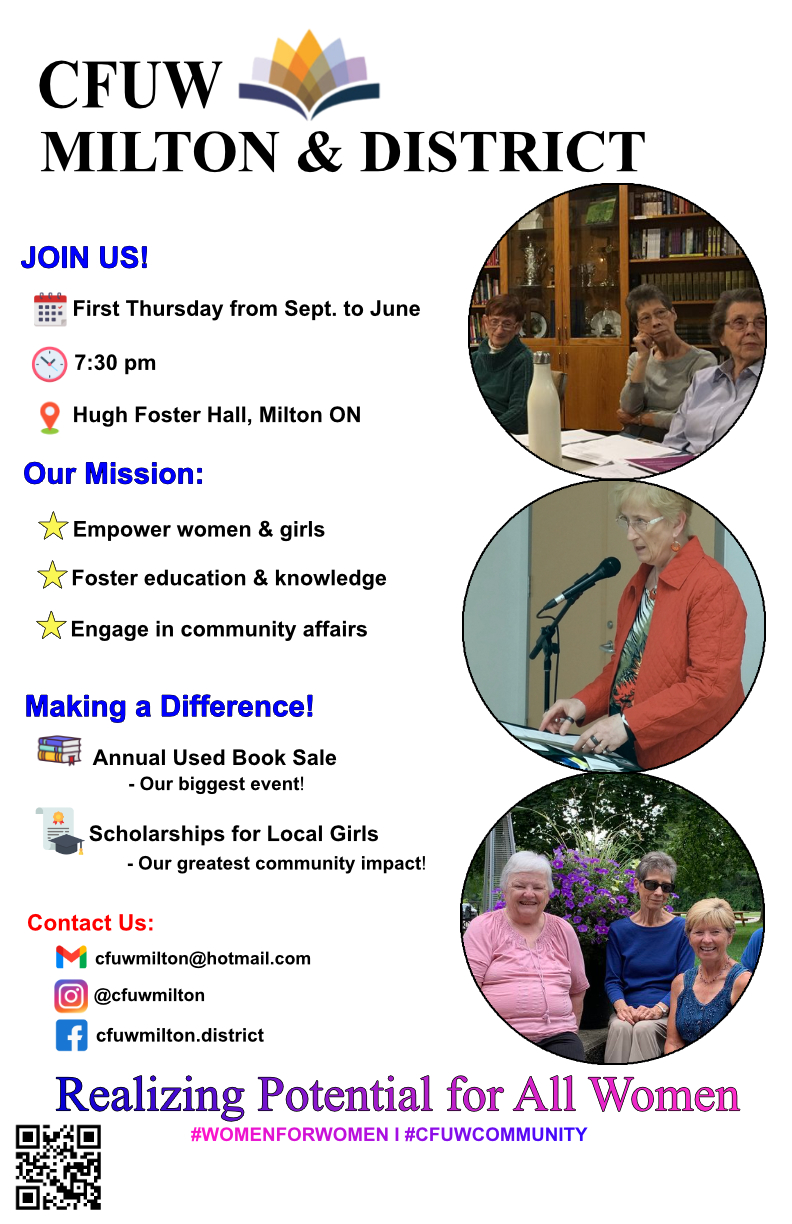 CFUW
MILTON & DISTRICT
JOIN US!
First Thursday from Sept. to June
7:30 pm
Hugh Foster Hall, Milton ON
Our Mission:
Empower women & girls
Foster education & knowledge
Engage in community affairs
Making a Difference!
Annual Used Book Sale
- Our biggest event!
Scholarships for Local Girls
- Our greatest community impact!
Contact Us:
cfuwmilton@hotmail.com
@cfuwmilton
cfuwmilton.district
Realizing Potential for All Women
#WOMENFORWOMEN I #CFUWCOMMUNITY